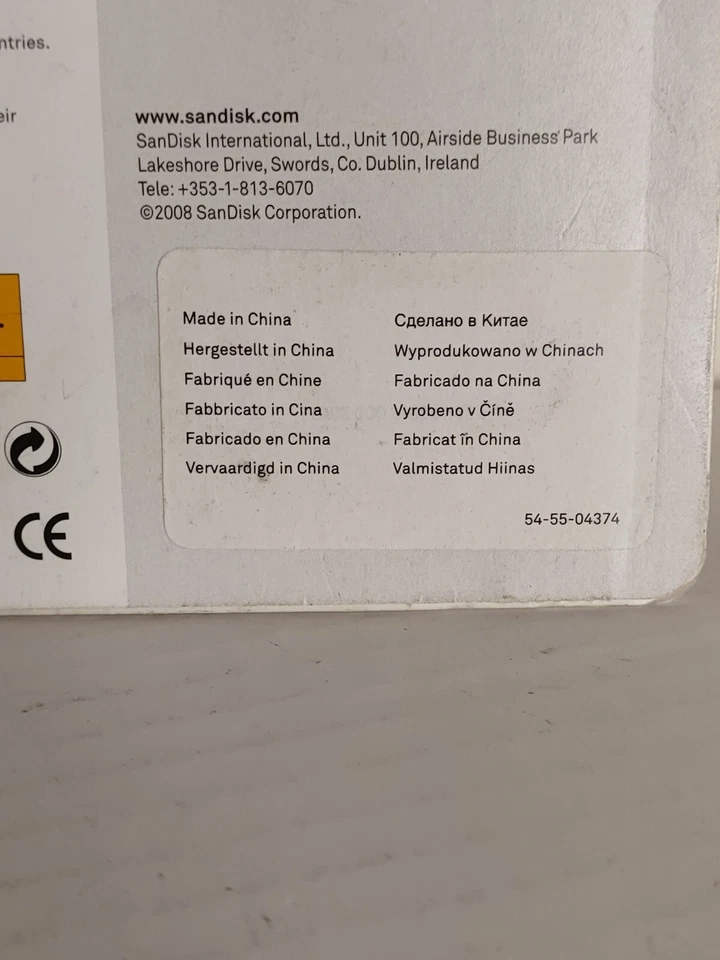 ntries.
eir
www.sandisk.com
SanDisk International, Ltd., Unit 100, Airside Business Park
Lakeshore Drive, Swords, Co. Dublin, Ireland
Tele: +353-1-813-6070
©2008 SanDisk Corporation.
Made in China
Hergestellt in China
Fabriqué en Chine
Fabbricato in Cina
Fabricado en China
Vervaardigd in China
Сделано в Китае
Wyprodukowano w Chinach
Fabricado na China
Vyrobeno v Číně
Fabricat în China
Valmistatud Hiinas
54-55-04374
CE